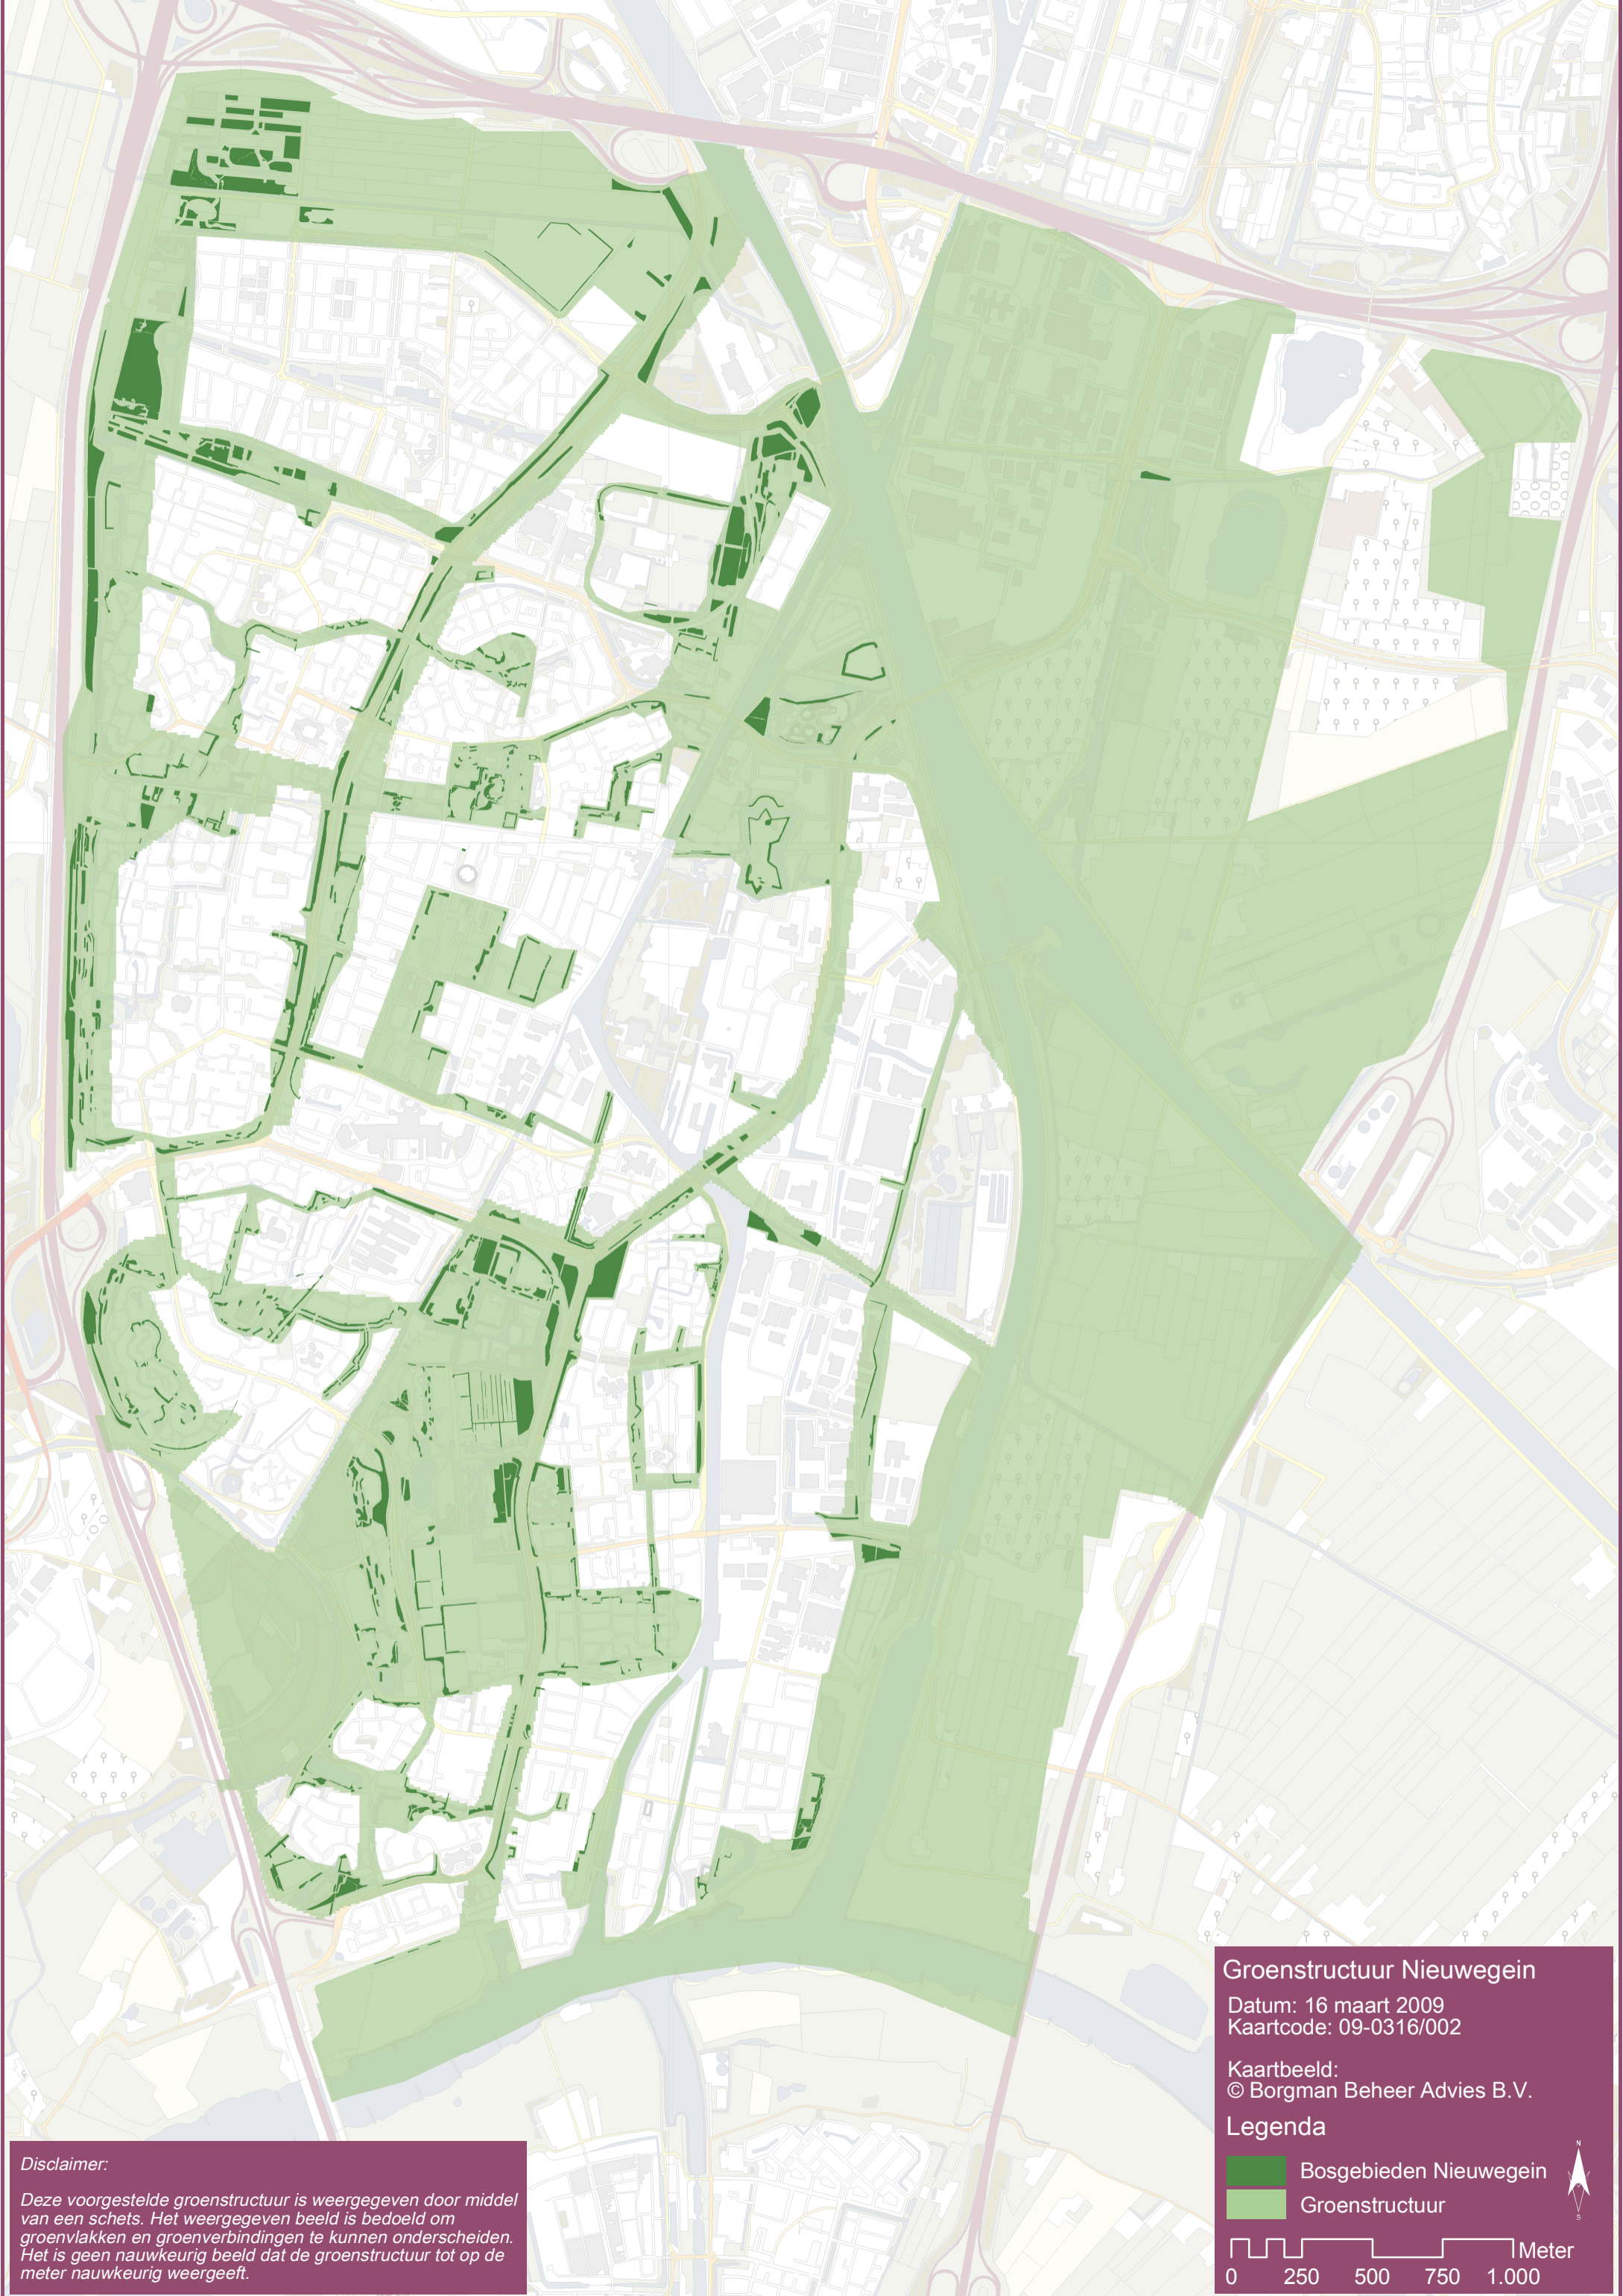 Groenstructuur Nieuwegein
Datum: 16 maart 2009
Kaartcode: 09-0316/002
Kaartbeeld:
© Borgman Beheer Advies B.V.
Legenda
N
Bosgebieden Nieuwegein
Groenstructuur
S
Meter
0 250 500 750 1.000
Disclaimer:
Deze voorgestelde groenstructuur is weergegeven door middel
van een schets. Het weergegeven beeld is bedoeld om
groenvlakken en groenverbindingen te kunnen onderscheiden.
Het is geen nauwkeurig beeld dat de groenstructuur tot op de
meter nauwkeurig weergeeft.